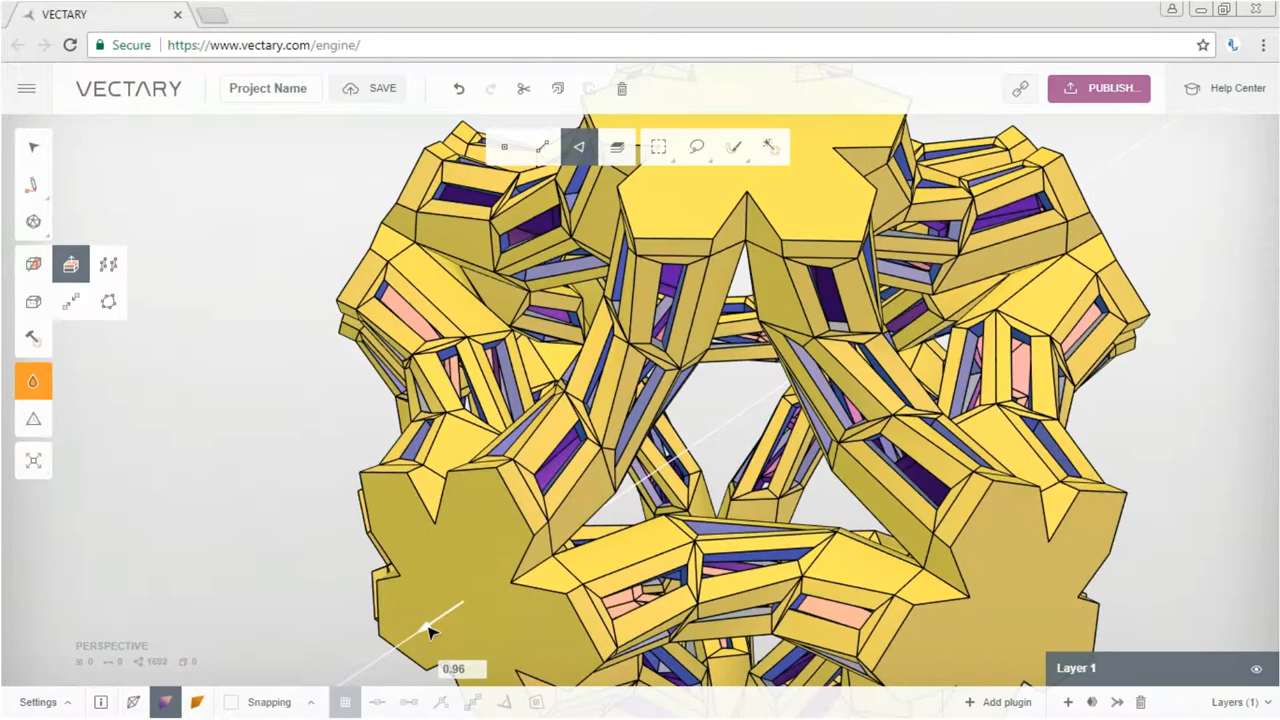 VECTARY
Secure
https://www.vectary.com/engine/
VECTARY
Project Name
SAVE
PUBLISH...
Help Center
0.96
PERSPECTIVE
0 0 1692 0
Layer 1
Settings
Snapping
Add plugin
Layers (1)